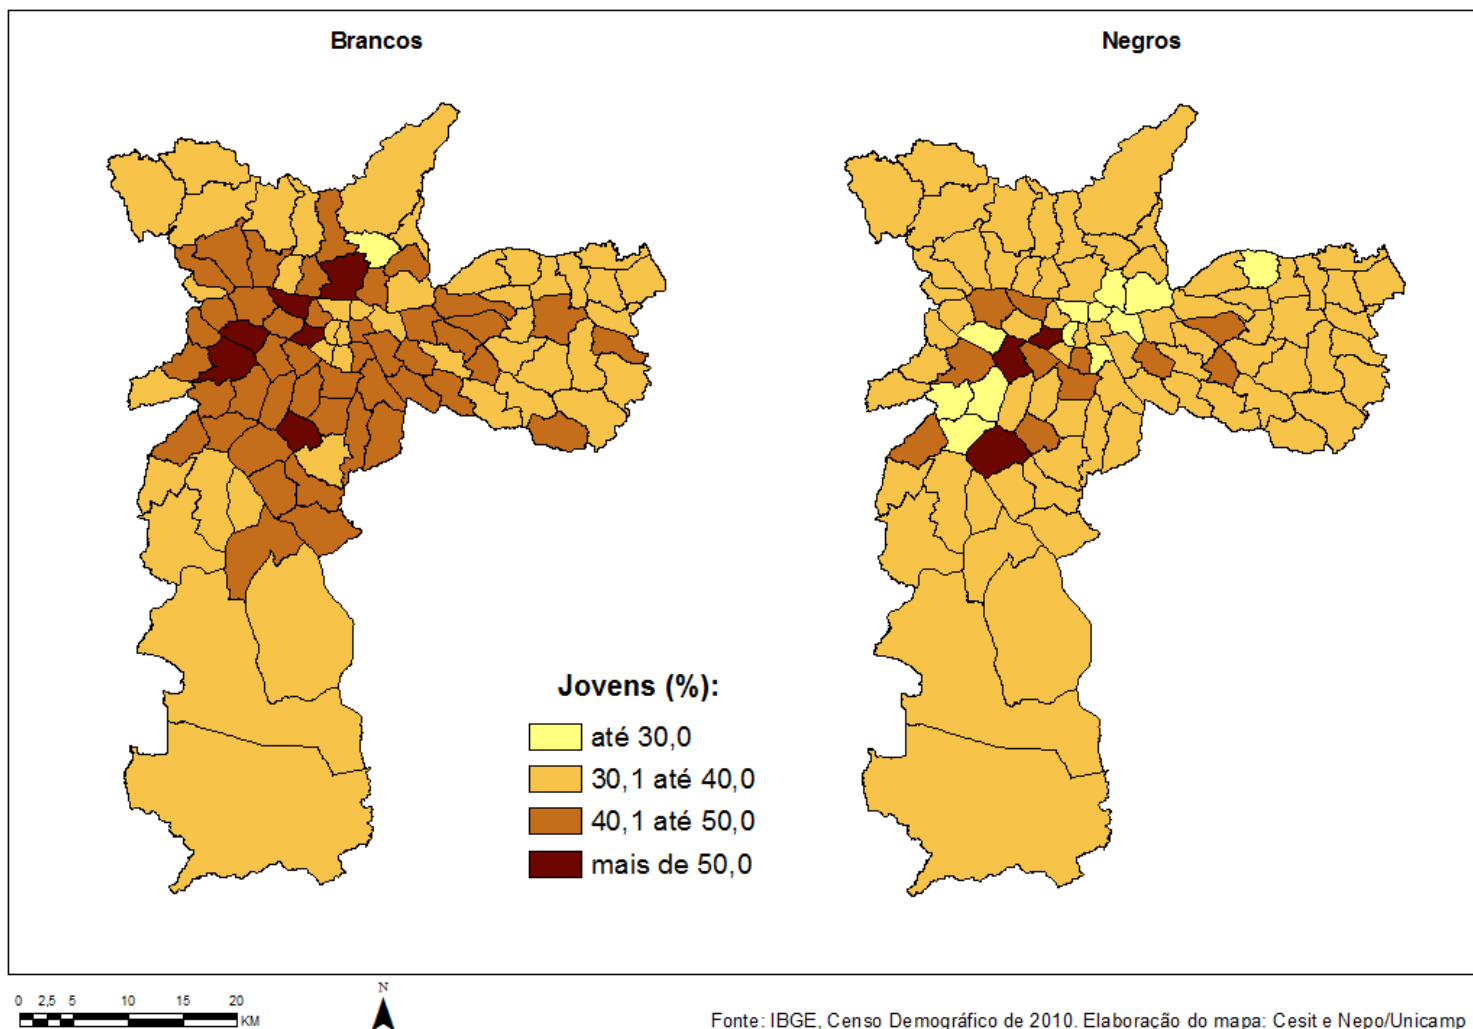 Brancos
Negros
Jovens (%):
até 30,0
30,1 até 40,0
40,1 até 50,0
mais de 50,0
0 2,5 5 10 15 20
KM
N
Fonte: IBGE, Censo Demográfico de 2010. Elaboração do mapa: Cesit e Nepo/Unicamp